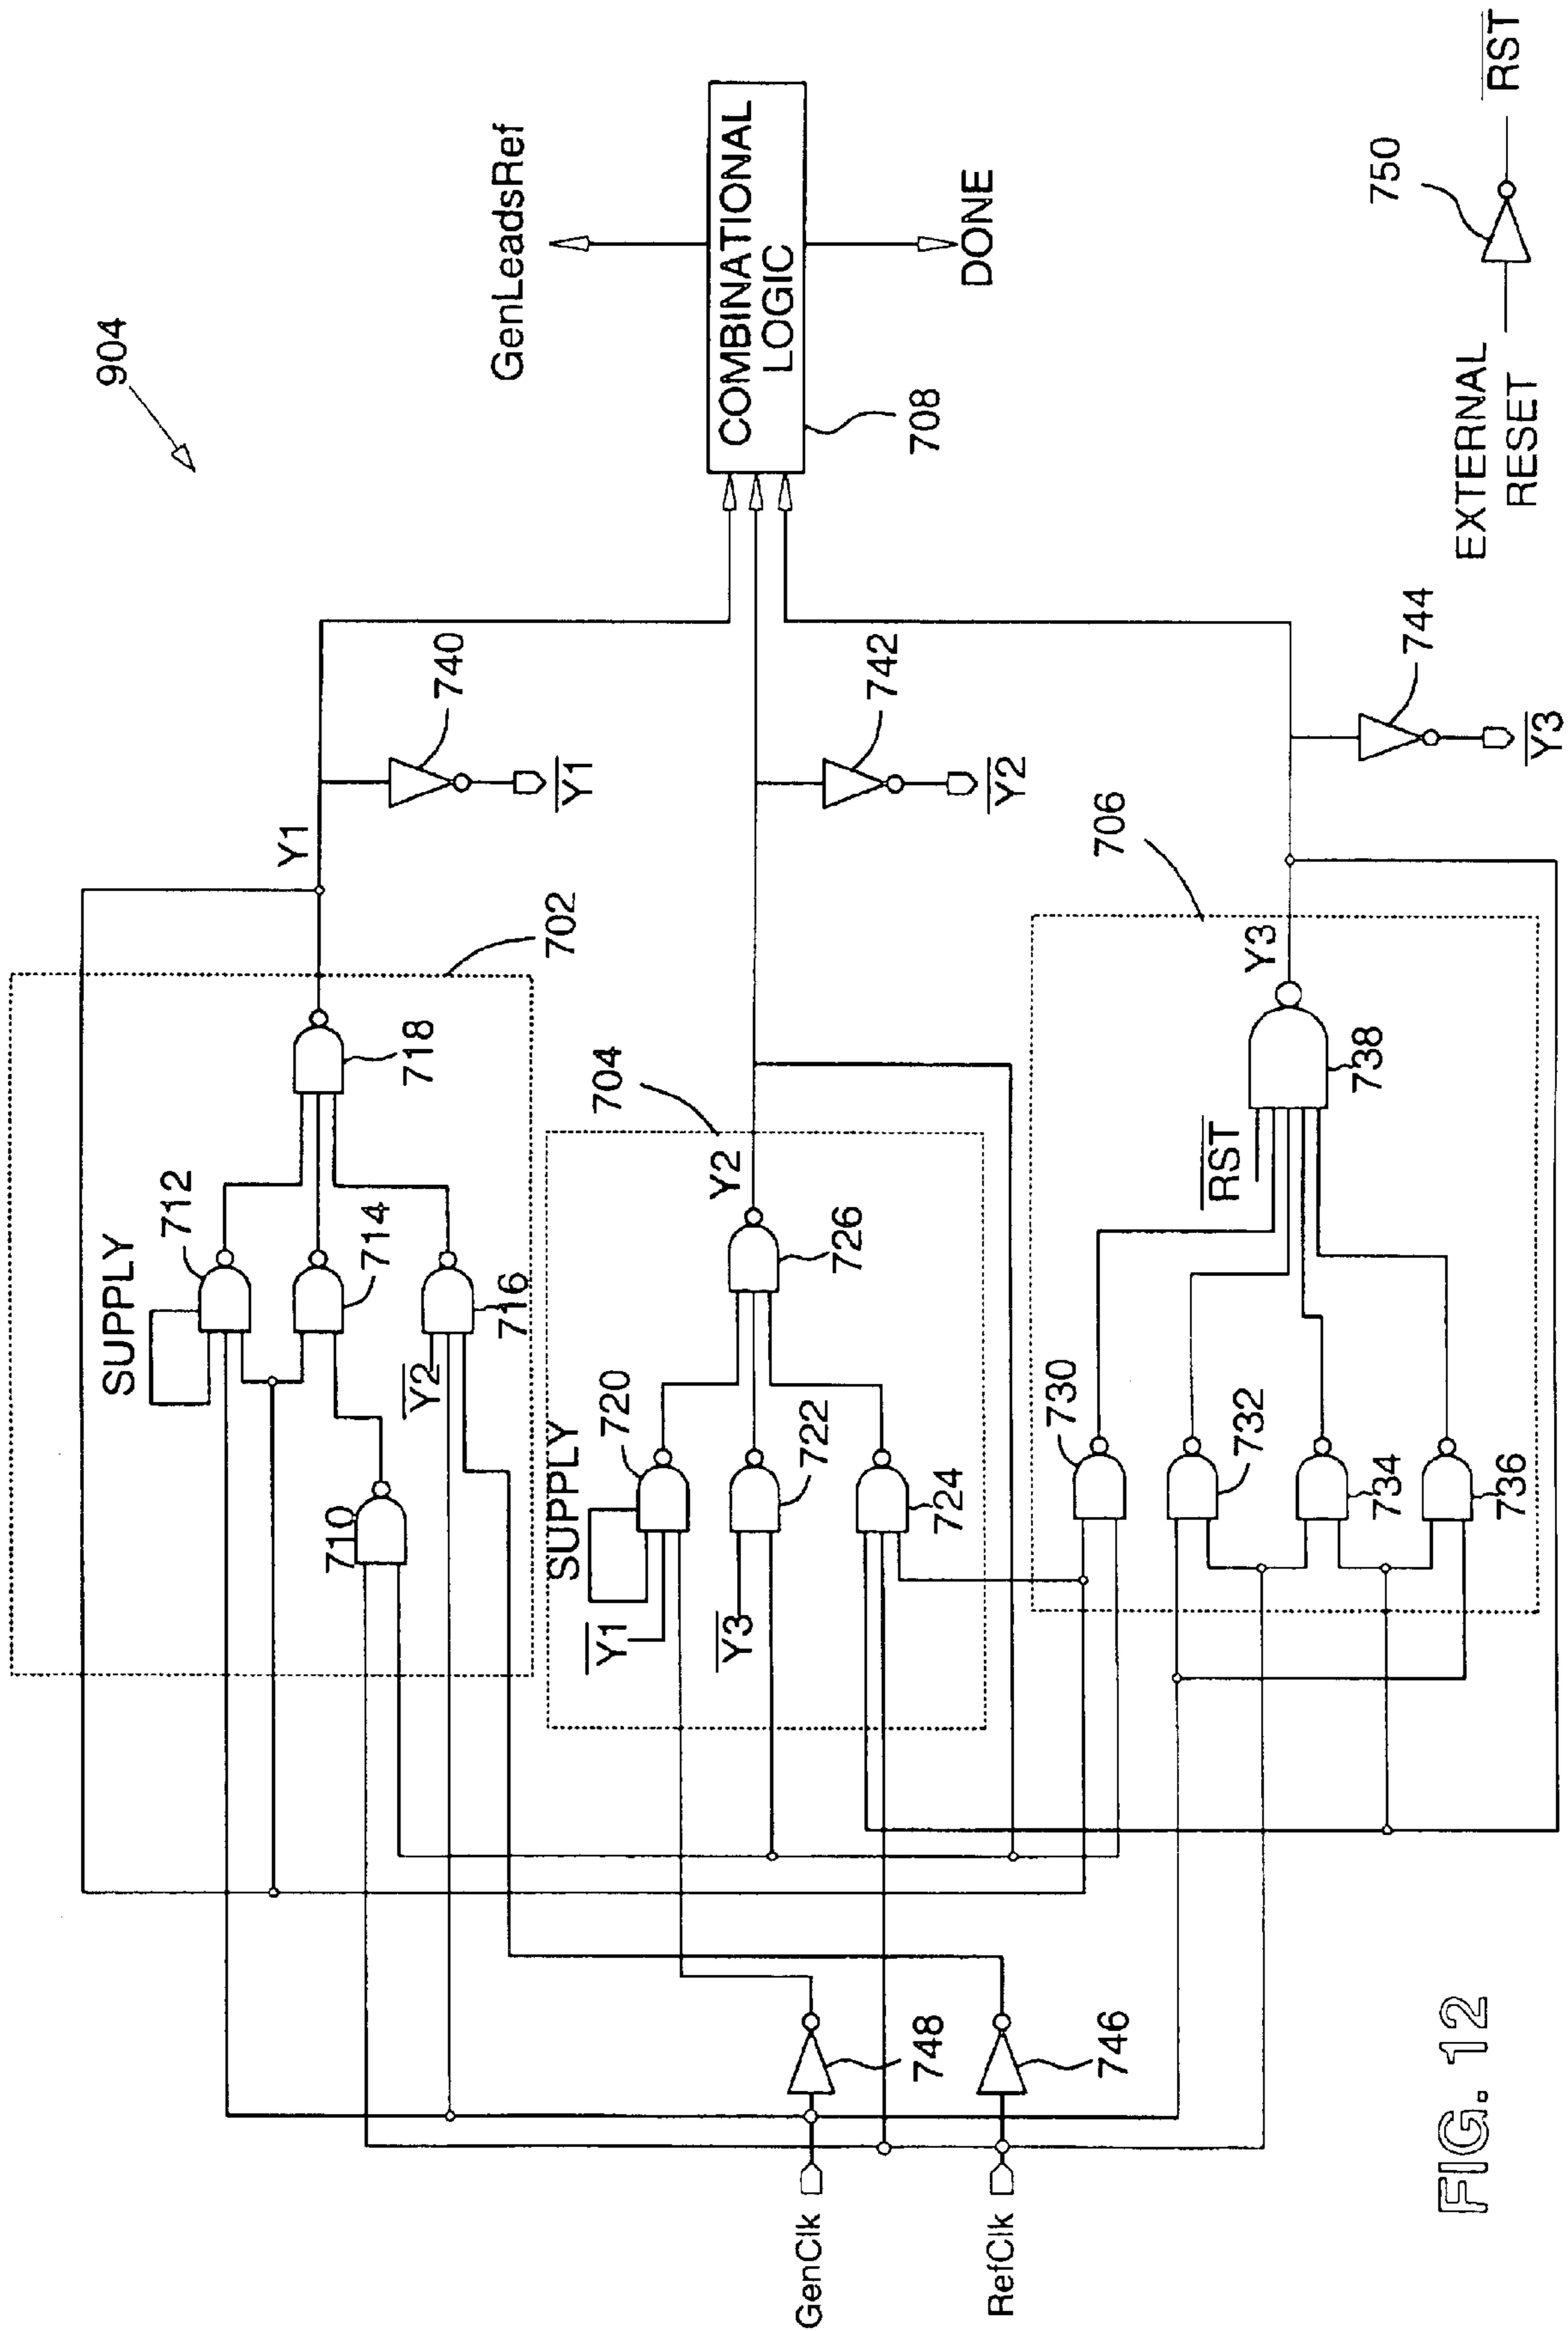 904
GenLeadsRef
COMBINATIONAL
LOGIC
708
DONE
Y1
740
Y1
742
Y2
744
Y3
750
EXTERNAL
RESET
RST
702
SUPPLY
712
714
718
Y2
716
710
704
SUPPLY
720
Y2
726
722
Y1
Y3
724
706
Y3
738
RST
730
732
734
736
748
746
GenClk
RefClk
FIG. 12